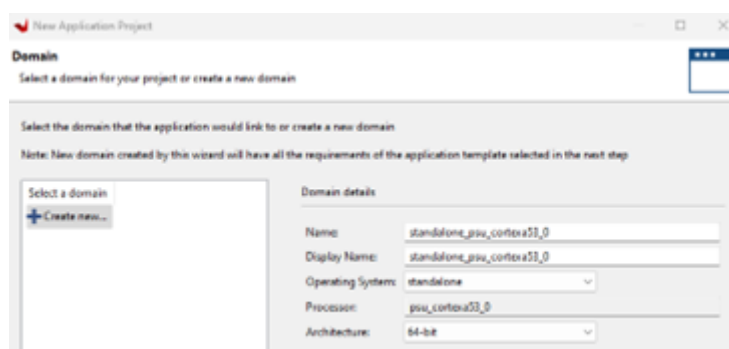 New Application Project
Domain
Select a domain for your project or create a new domain
Select the domain that the application would link to or create a new domain
Note: New domain created by this wizard will have all the requirements of the application template selected in the next step
Select a domain
Create new...
Domain details
Name: standalone_psu_cortexa53_0
Display Name: standalone_psu_cortexa53_0
Operating System: standalone
Processor: psu_cortexa53_0
Architecture: 64-bit